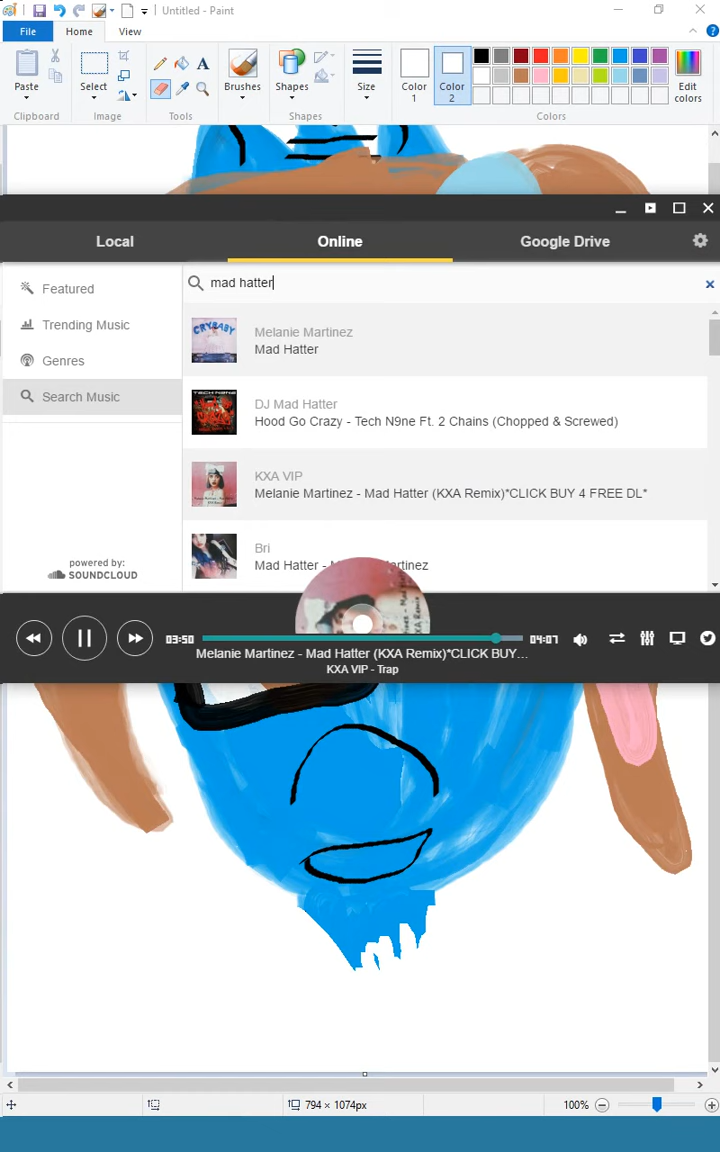 Untitled - Paint
File
Home
View
Paste
Select
Brushes
Shapes
Size
Color 1
Color 2
Edit colors
Clipboard
Image
Tools
Shapes
Colors
Local
Online
Google Drive
Featured
Trending Music
Genres
Search Music
powered by:
SOUNDCLOUD
mad hatter
Melanie Martinez
Mad Hatter
DJ Mad Hatter
Hood Go Crazy - Tech N9ne Ft. 2 Chains (Chopped & Screwed)
KXA VIP
Melanie Martinez - Mad Hatter (KXA Remix)*CLICK BUY 4 FREE DL*
Bri
Mad Hatter - M
rtinez
03:50
04:07
Melanie Martinez - Mad Hatter (KXA Remix)*CLICK BUY...
KXA VIP - Trap
794 × 1074px
100%